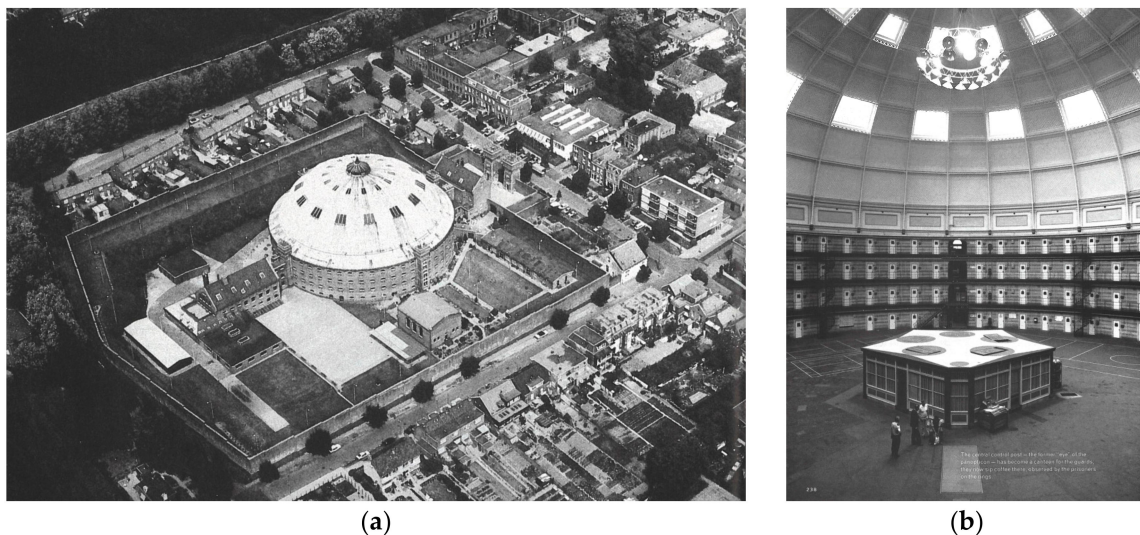 The central control post – the former 'eye' of the
panopticon – has become a canteen for the guards;
they now sip coffee there, observed by the prisoners
on the rings.
236
(a)
(b)